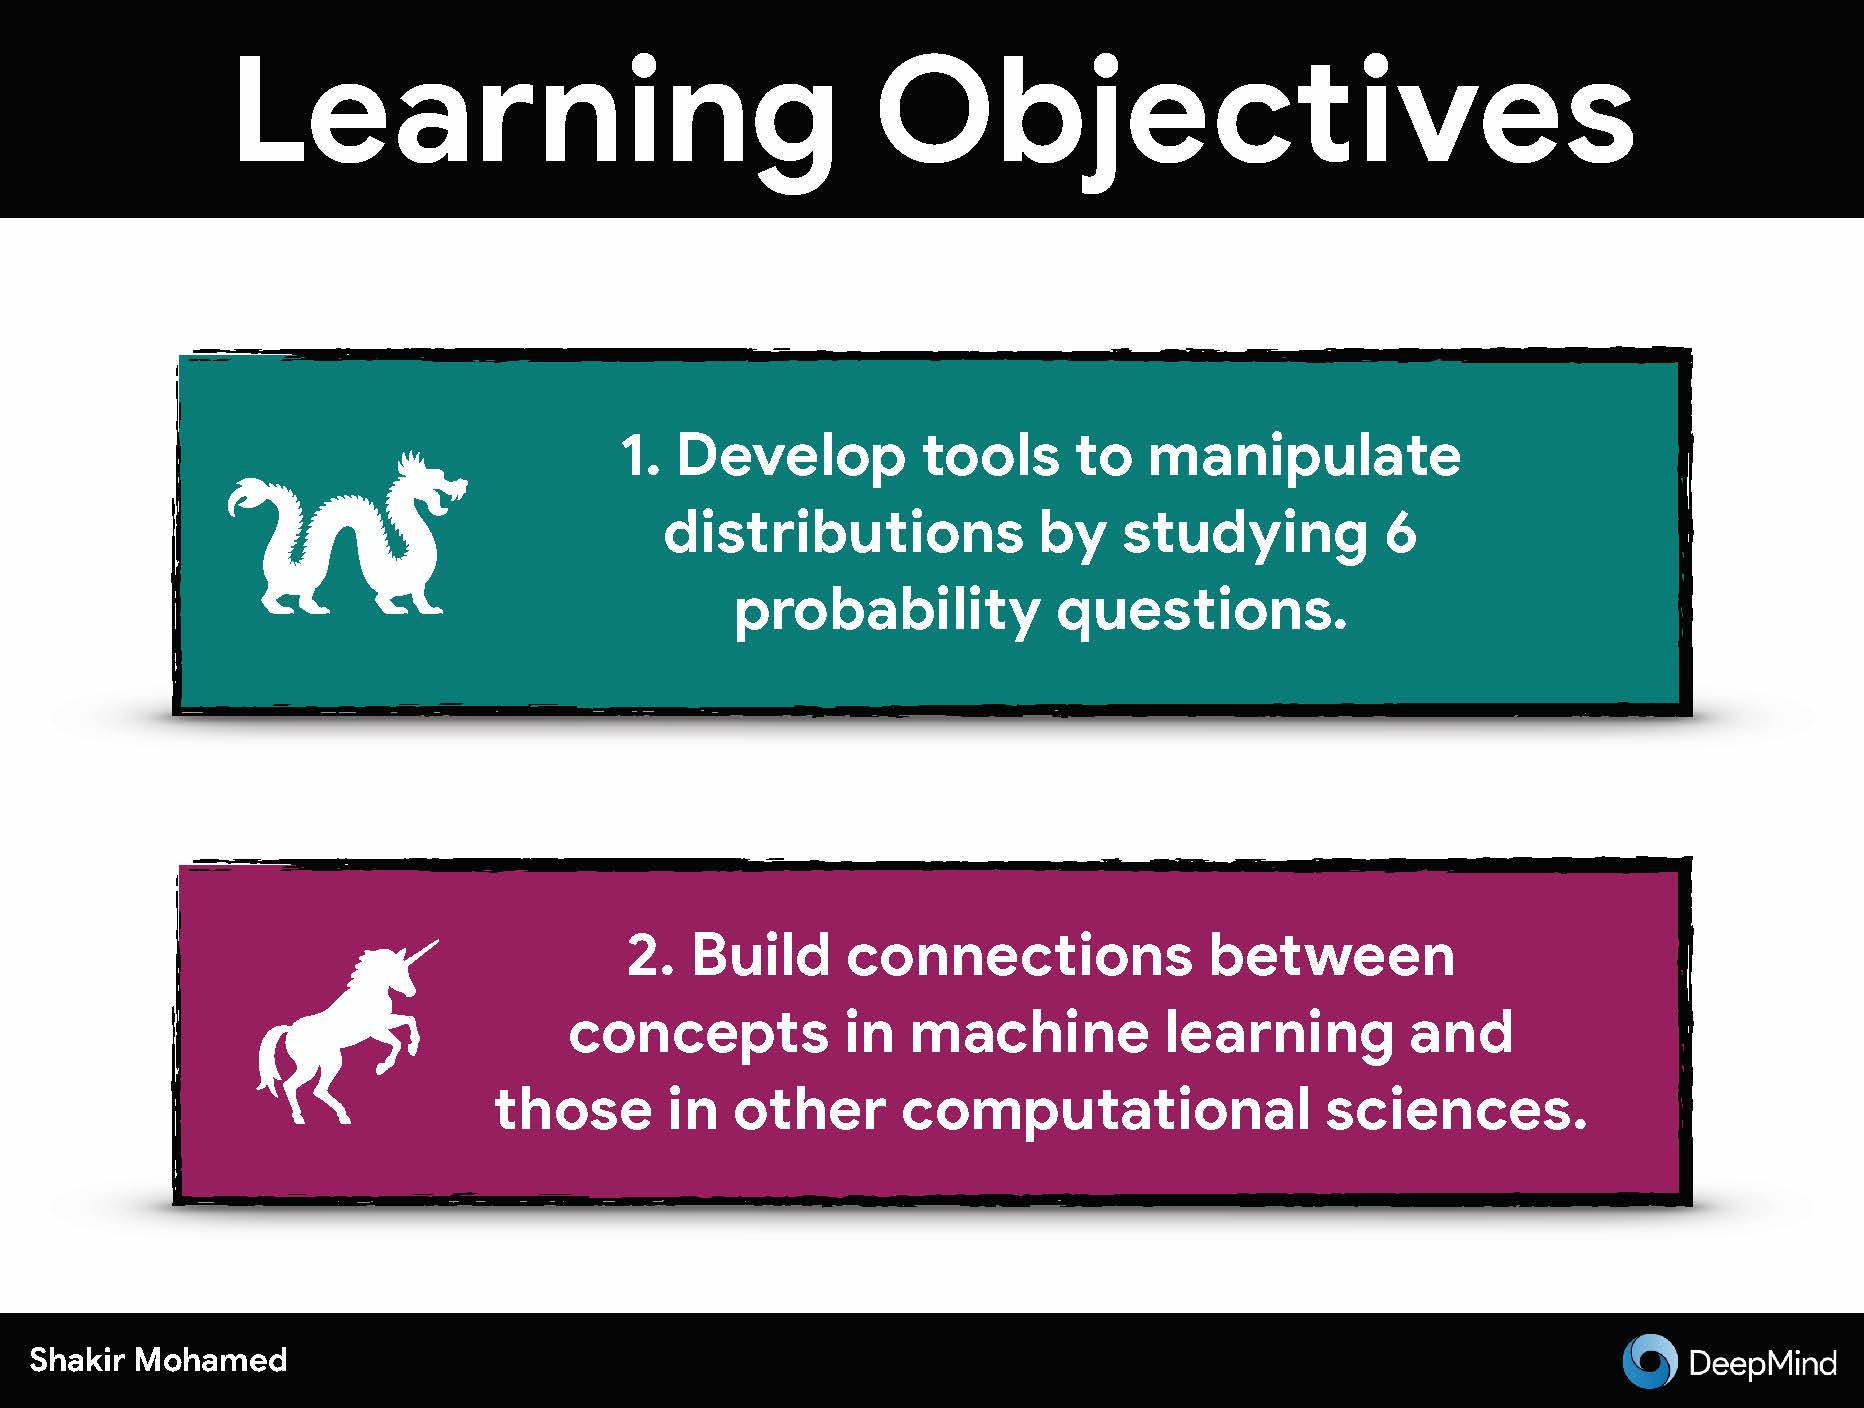 Learning Objectives
1. Develop tools to manipulate
distributions by studying 6
probability questions.
2. Build connections between
concepts in machine learning and
those in other computational sciences.
Shakir Mohamed
DeepMind